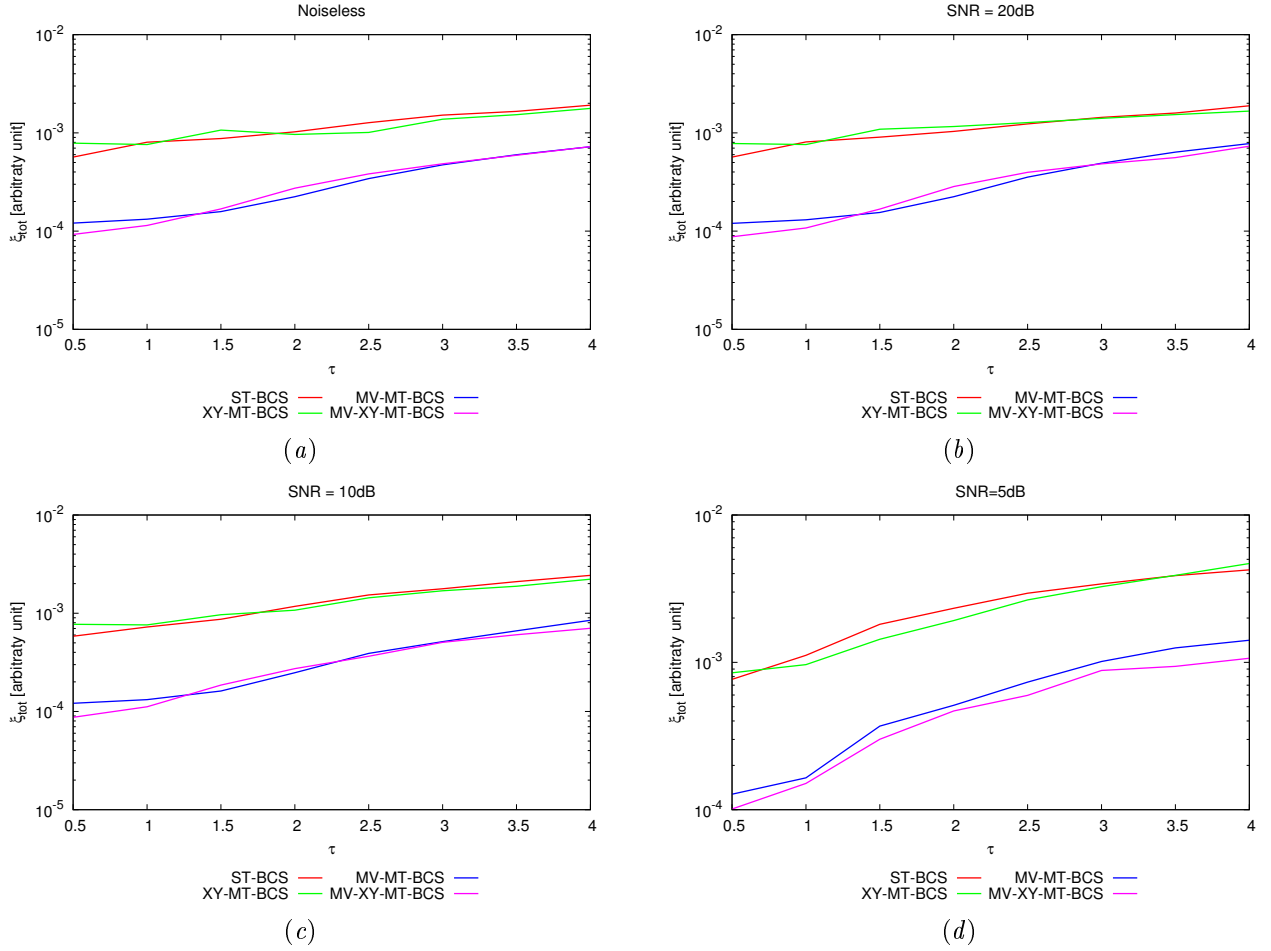 Noiseless
10⁻²
10⁻³
10⁻⁴
10⁻⁵
ξtot [arbitraty unit]
0.5 1 1.5 2 2.5 3 3.5 4
τ
ST-BCS MV-MT-BCS
XY-MT-BCS MV-XY-MT-BCS
(a)
SNR = 20dB
10⁻²
10⁻³
10⁻⁴
10⁻⁵
ξtot [arbitraty unit]
0.5 1 1.5 2 2.5 3 3.5 4
τ
ST-BCS MV-MT-BCS
XY-MT-BCS MV-XY-MT-BCS
(b)
SNR = 10dB
10⁻²
10⁻³
10⁻⁴
10⁻⁵
ξtot [arbitraty unit]
0.5 1 1.5 2 2.5 3 3.5 4
τ
ST-BCS MV-MT-BCS
XY-MT-BCS MV-XY-MT-BCS
(c)
SNR=5dB
10⁻²
10⁻³
10⁻⁴
ξtot [arbitraty unit]
0.5 1 1.5 2 2.5 3 3.5 4
τ
ST-BCS MV-MT-BCS
XY-MT-BCS MV-XY-MT-BCS
(d)